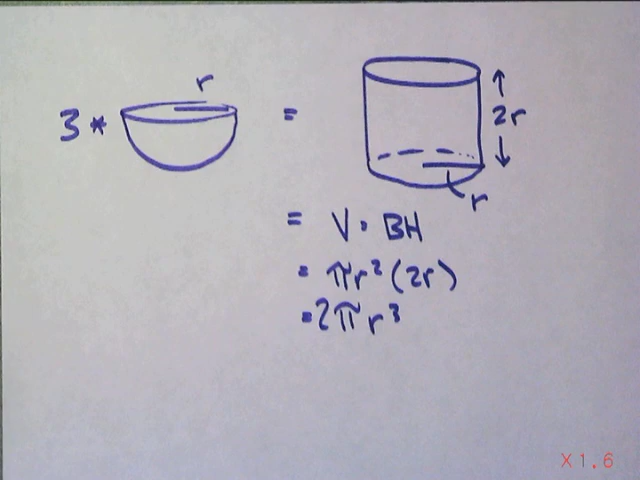 3 * r = 2r
r
= V = BH
= πr²(2r)
= 2πr³
X1.6